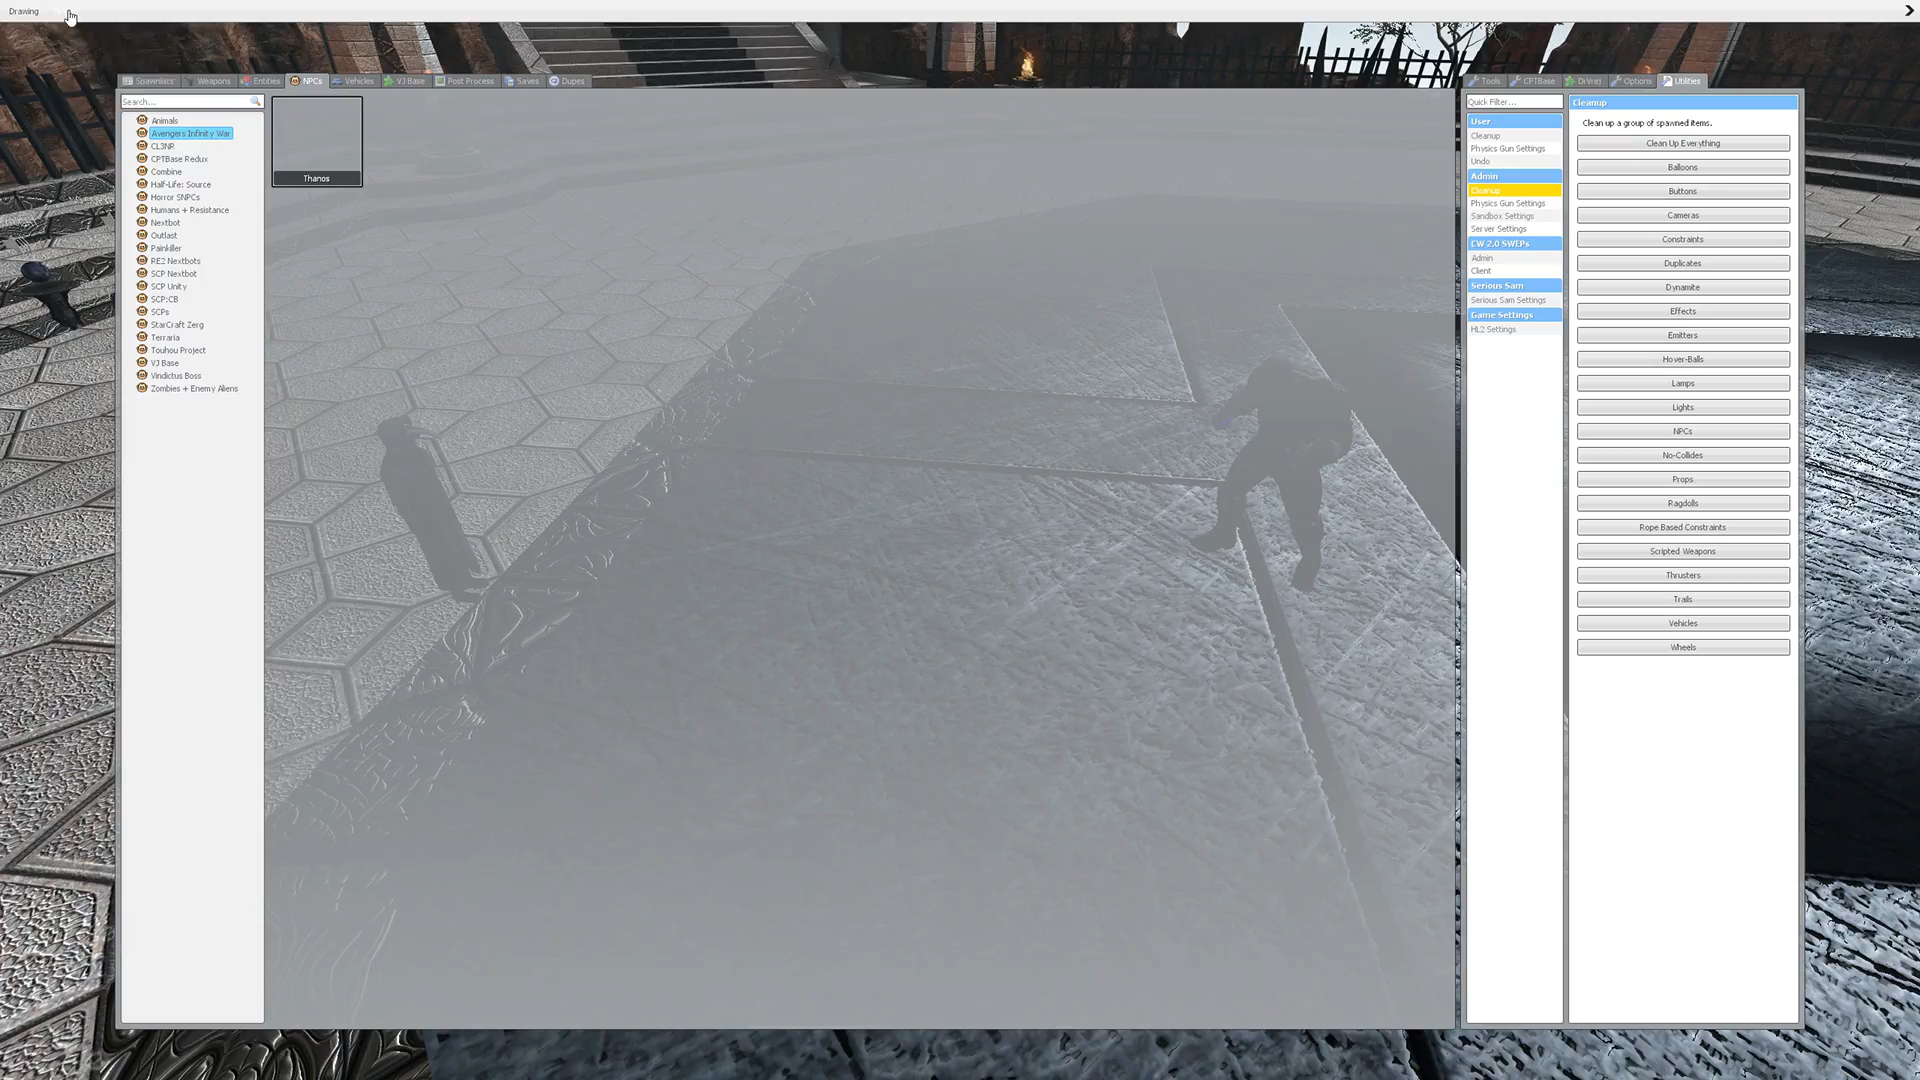 Drawing
Spawnlists
Weapons
Entities
NPCs
Vehicles
VJ Base
Post Process
Saves
Dupes
Search...
Animals
Avengers Infinity War
CL3NR
CPTBase Redux
Combine
Half-Life: Source
Horror SNPCs
Humans + Resistance
Nextbot
Outlast
Painkiller
RE2 Nextbots
SCP Nextbot
SCP Unity
SCP:CB
SCPs
StarCraft Zerg
Terraria
Touhou Project
VJ Base
Vindictus Boss
Zombies + Enemy Aliens
Thanos
Tools
CPTBase
DrVrej
Options
Utilities
Quick Filter...
User
Cleanup
Physics Gun Settings
Undo
Admin
Cleanup
Physics Gun Settings
Sandbox Settings
Server Settings
CW 2.0 SWEPs
Admin
Client
Serious Sam
Serious Sam Settings
Game Settings
HL2 Settings
Cleanup
Clean up a group of spawned items.
Clean Up Everything
Balloons
Buttons
Cameras
Constraints
Duplicates
Dynamite
Effects
Emitters
Hover-Balls
Lamps
Lights
NPCs
No-Collides
Props
Ragdolls
Rope Based Constraints
Scripted Weapons
Thrusters
Trails
Vehicles
Wheels